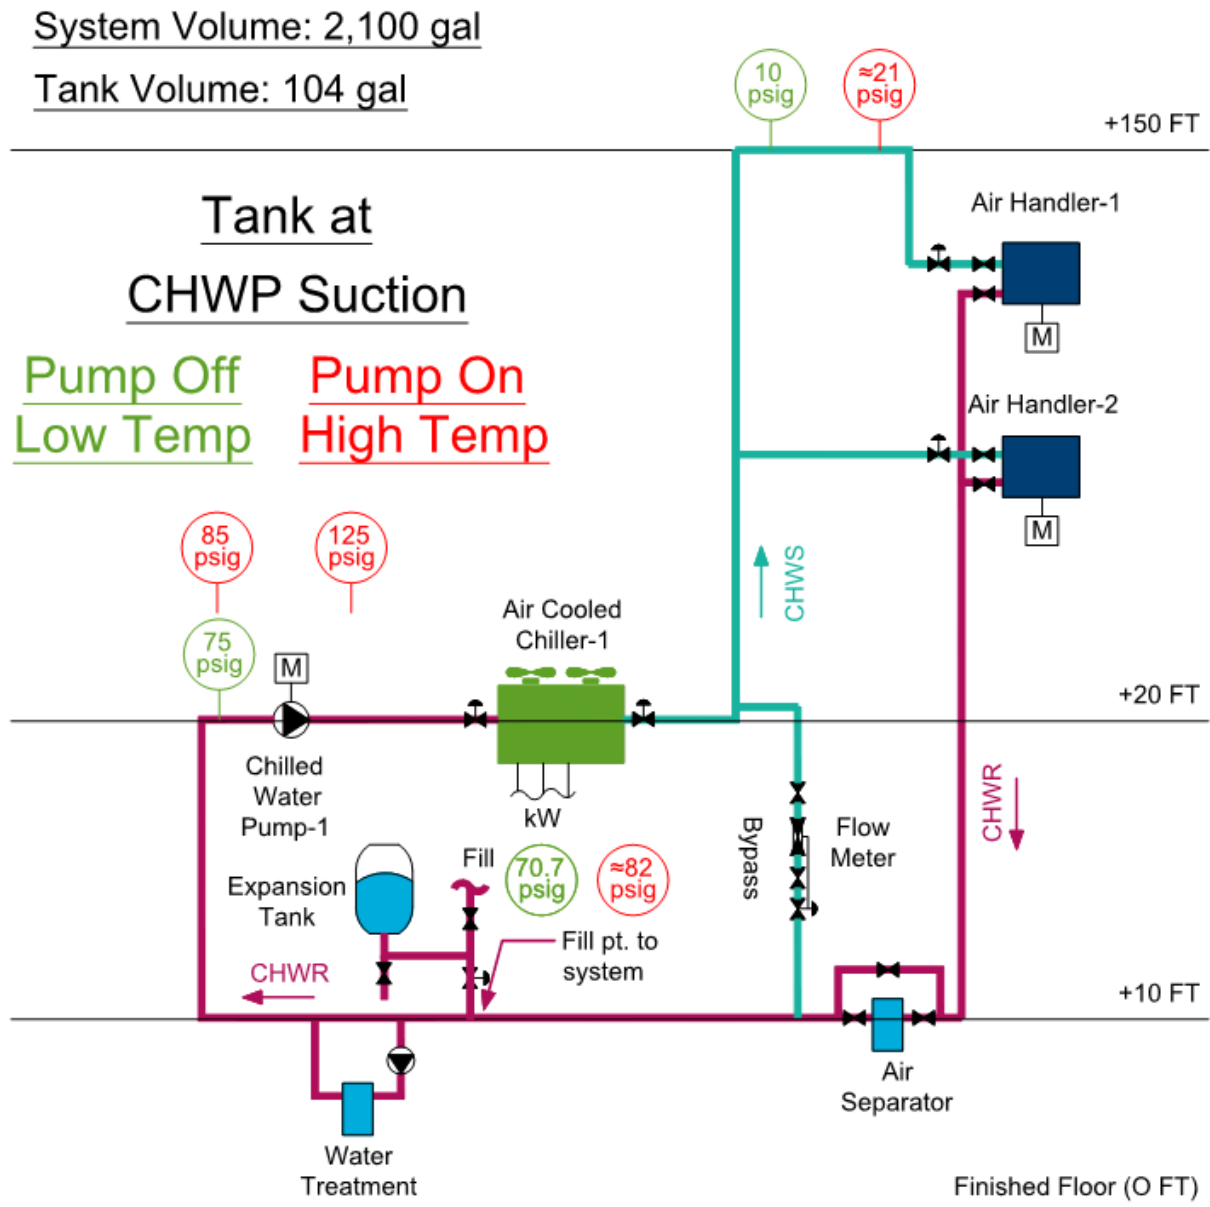 System Volume: 2,100 gal
Tank Volume: 104 gal
10
psig
≈21
psig
+150 FT
Tank at
CHWP Suction
Air Handler-1
M
Pump Off
Low Temp
Pump On
High Temp
Air Handler-2
M
85
psig
125
psig
CHWS
75
psig
M
Air Cooled
Chiller-1
+20 FT
Chilled
Water
Pump-1
kW
CHWR
Bypass
Flow
Meter
Expansion
Tank
Fill
70.7
psig
≈82
psig
Fill pt. to
system
CHWR
+10 FT
Air
Separator
Water
Treatment
Finished Floor (O FT)